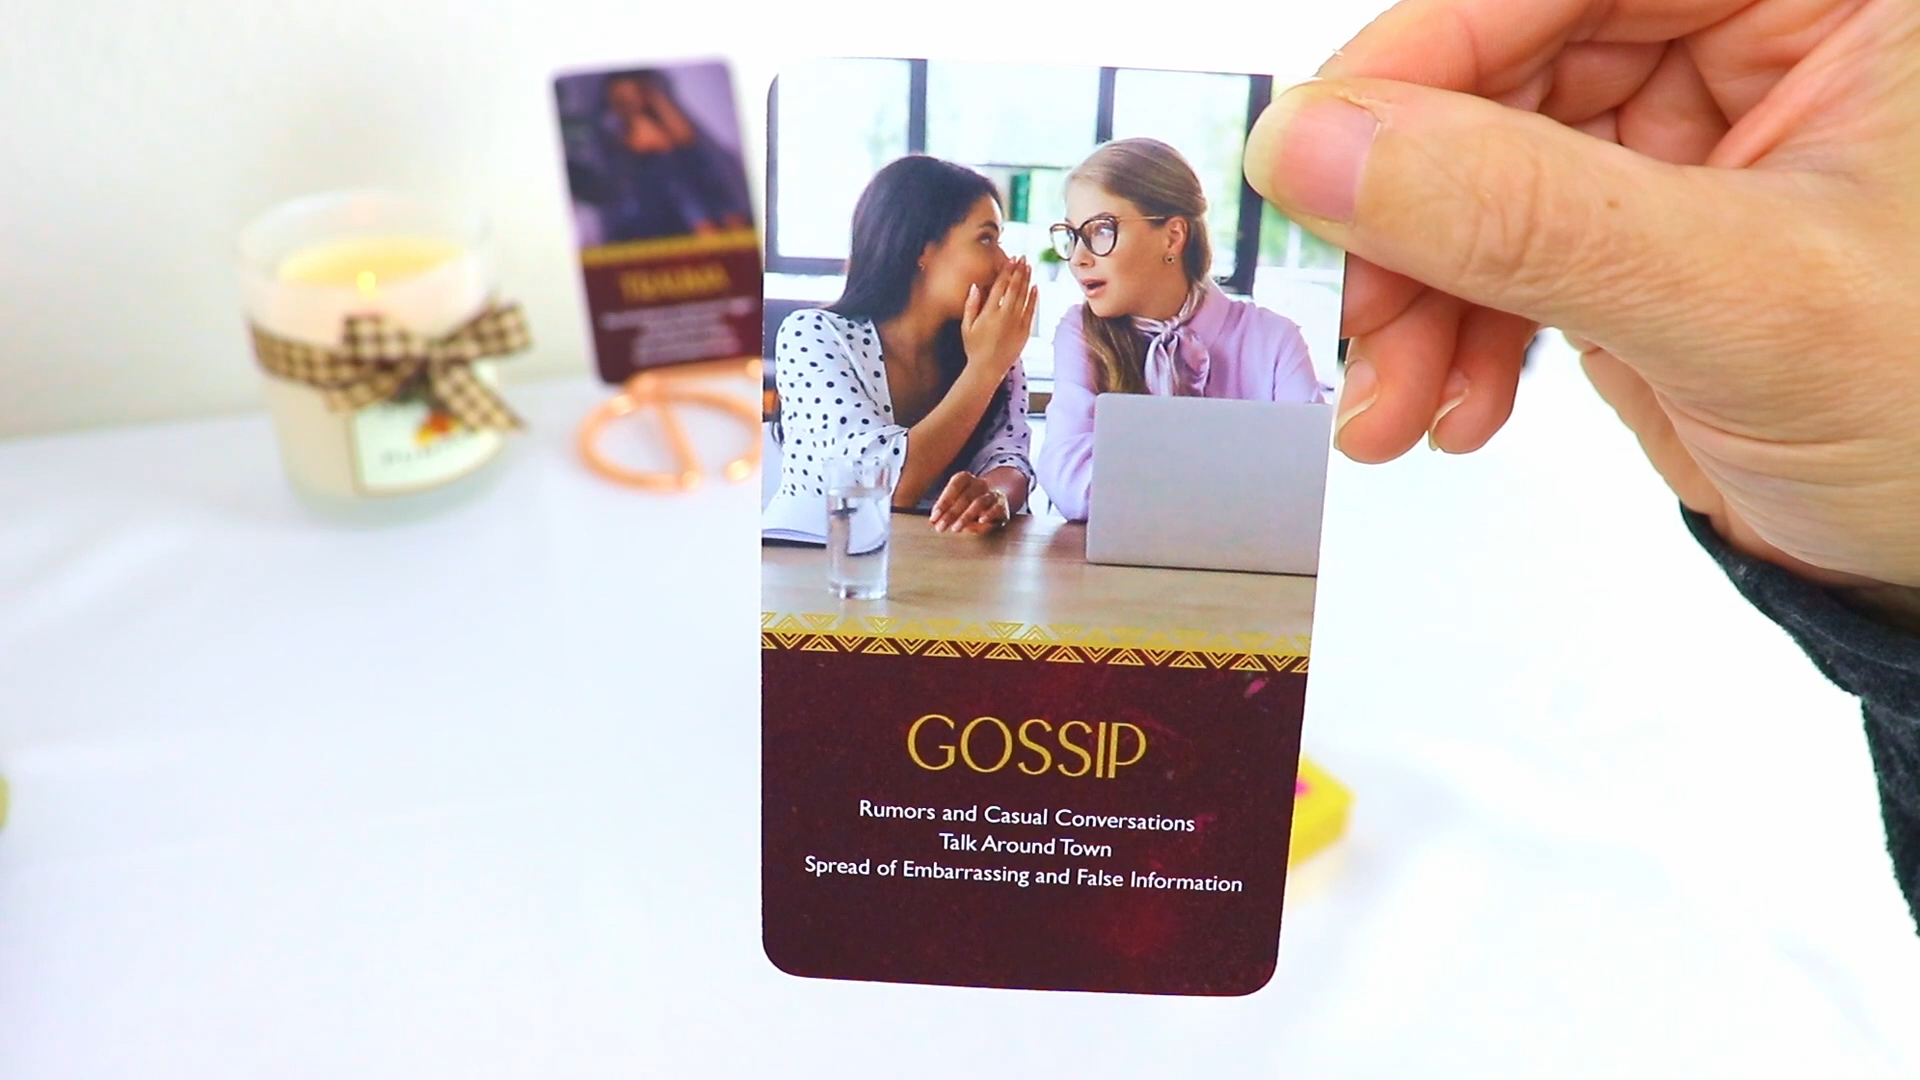 GOSSIP
Rumors and Casual Conversations
Talk Around Town
Spread of Embarrassing and False Information